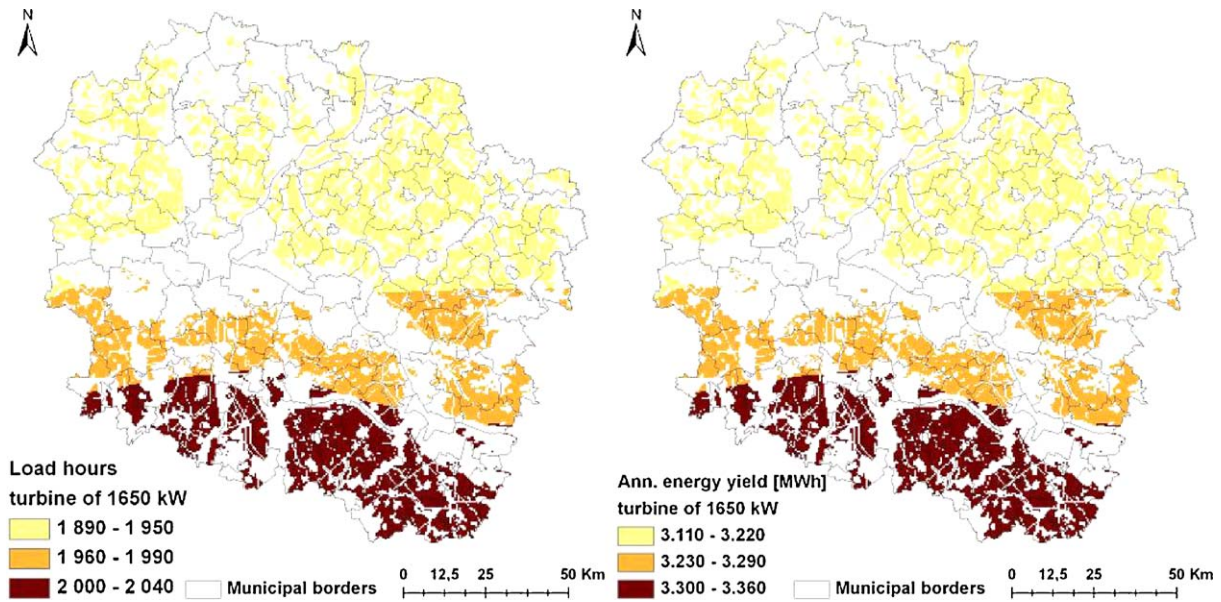 N
Load hours
turbine of 1650 kW
1 890 - 1 950
1 960 - 1 990
2 000 - 2 040
Municipal borders
0 12,5 25 50 Km
N
Ann. energy yield [MWh]
turbine of 1650 kW
3.110 - 3.220
3.230 - 3.290
3.300 - 3.360
Municipal borders
0 12,5 25 50 Km